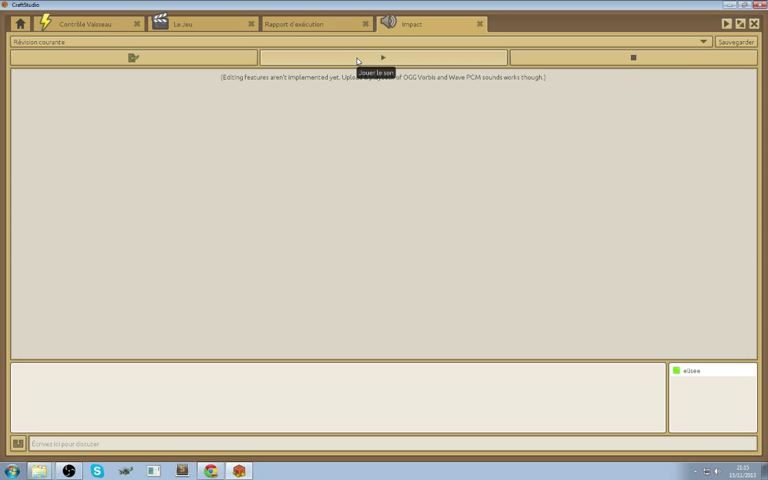 CraftStudio
Contrôle Vaisseau
Le Jeu
Rapport d'exécution
Impact
Révision courante
Sauvegarder
Jouer le son
(Editing features aren't implemented yet. of OGG Vorbis and Wave PCM sounds works though.)
elisee
Écrivez ici pour discuter
21:15
15/11/2013